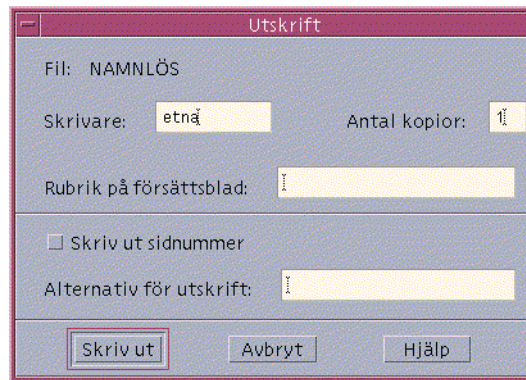 Utskrift
Fil: NAMNLÖS
Skrivare: etna Antal kopior: 1
Rubrik på försättsblad:
Skriv ut sidnummer
Alternativ för utskrift:
Skriv ut Avbryt Hjälp